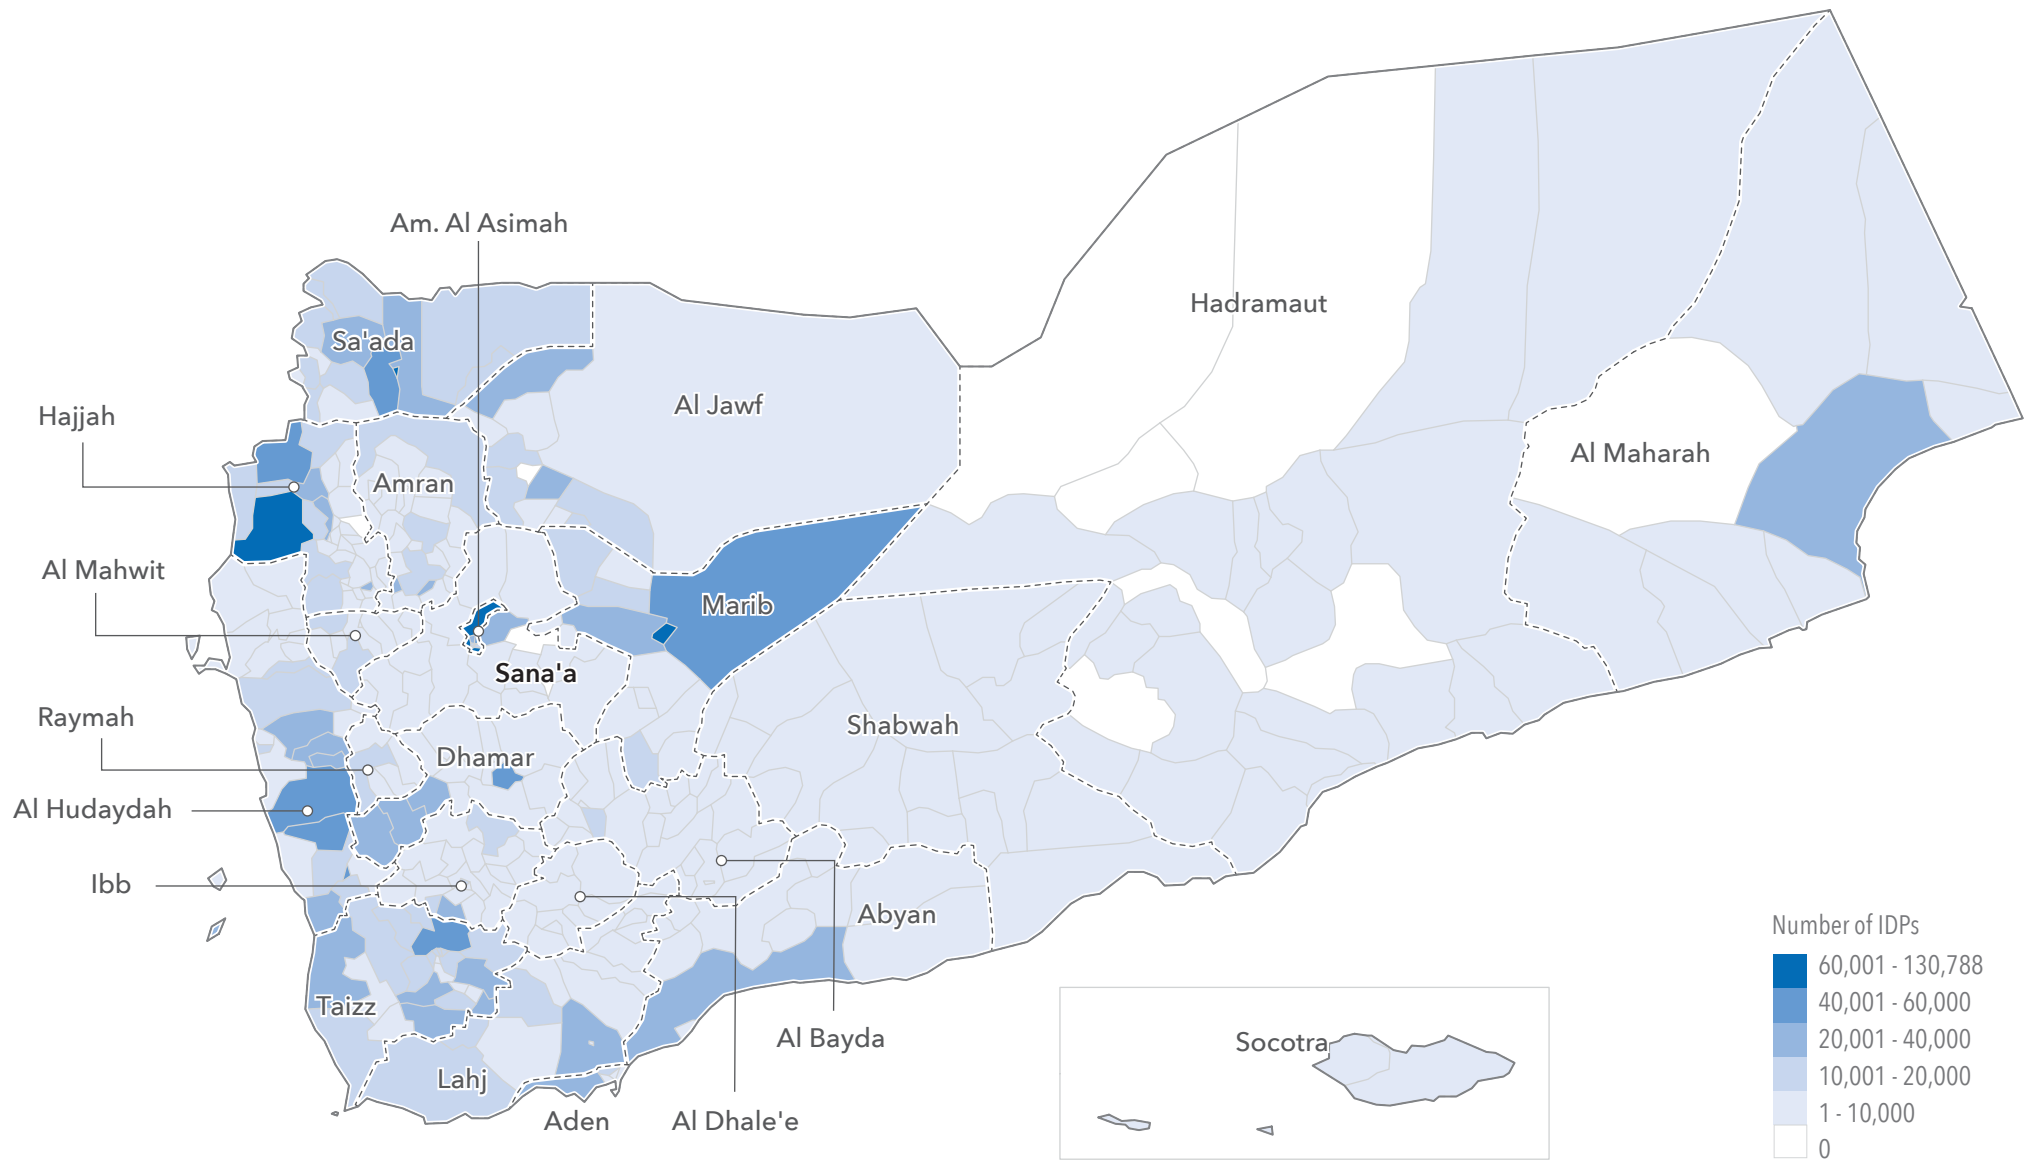 Am. Al Asimah
Hadramaut
Sa'ada
Al Jawf
Hajjah
Al Maharah
Amran
Al Mahwit
Marib
Sana'a
Raymah
Shabwah
Dhamar
Al Hudaydah
Ibb
Abyan
Taizz
Al Bayda
Lahj
Aden
Al Dhale'e
Socotra
Number of IDPs
60,001 - 130,788
40,001 - 60,000
20,001 - 40,000
10,001 - 20,000
1 - 10,000
0